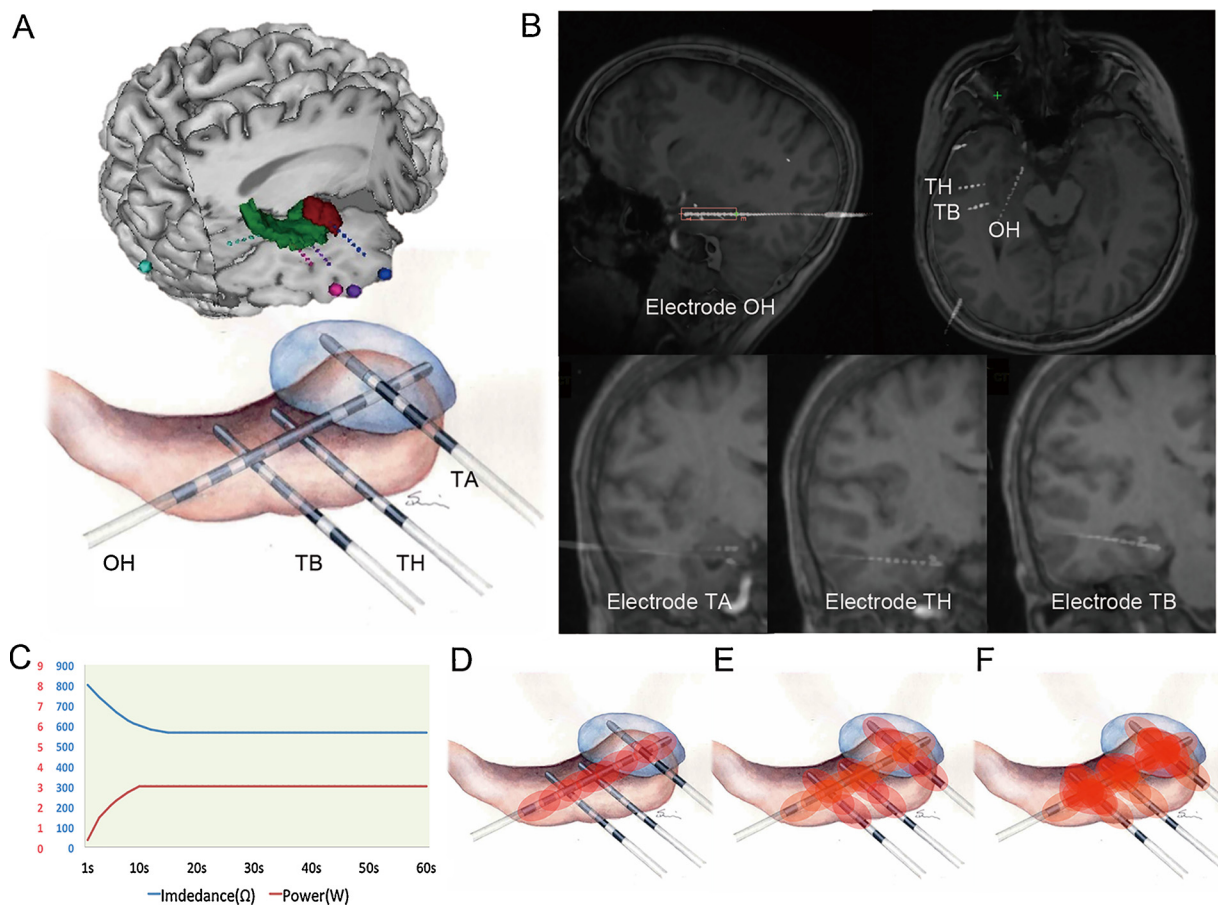 A
TA
OH
TB
TH
B
TH
TB
OH
Electrode OH
Electrode TA
Electrode TH
Electrode TB
C
9 900
8 800
7 700
6 600
5 500
4 400
3 300
2 200
1 100
0 0
1s 10s 20s 30s 40s 50s 60s
Imdedance(Ω) Power(W)
D
E
F